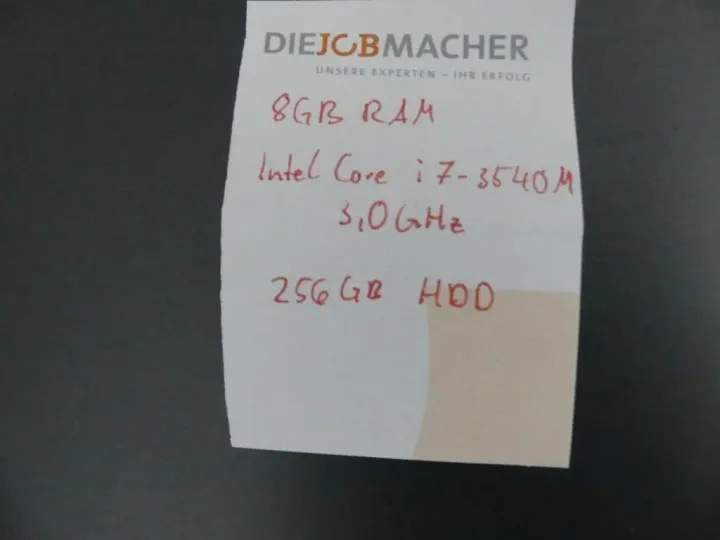 DIEJOBMACHER
UNSERE EXPERTEN – IHR ERFOLG
8GB RAM
Intel Core i7-3540M
3,0GHz
256GB HDD